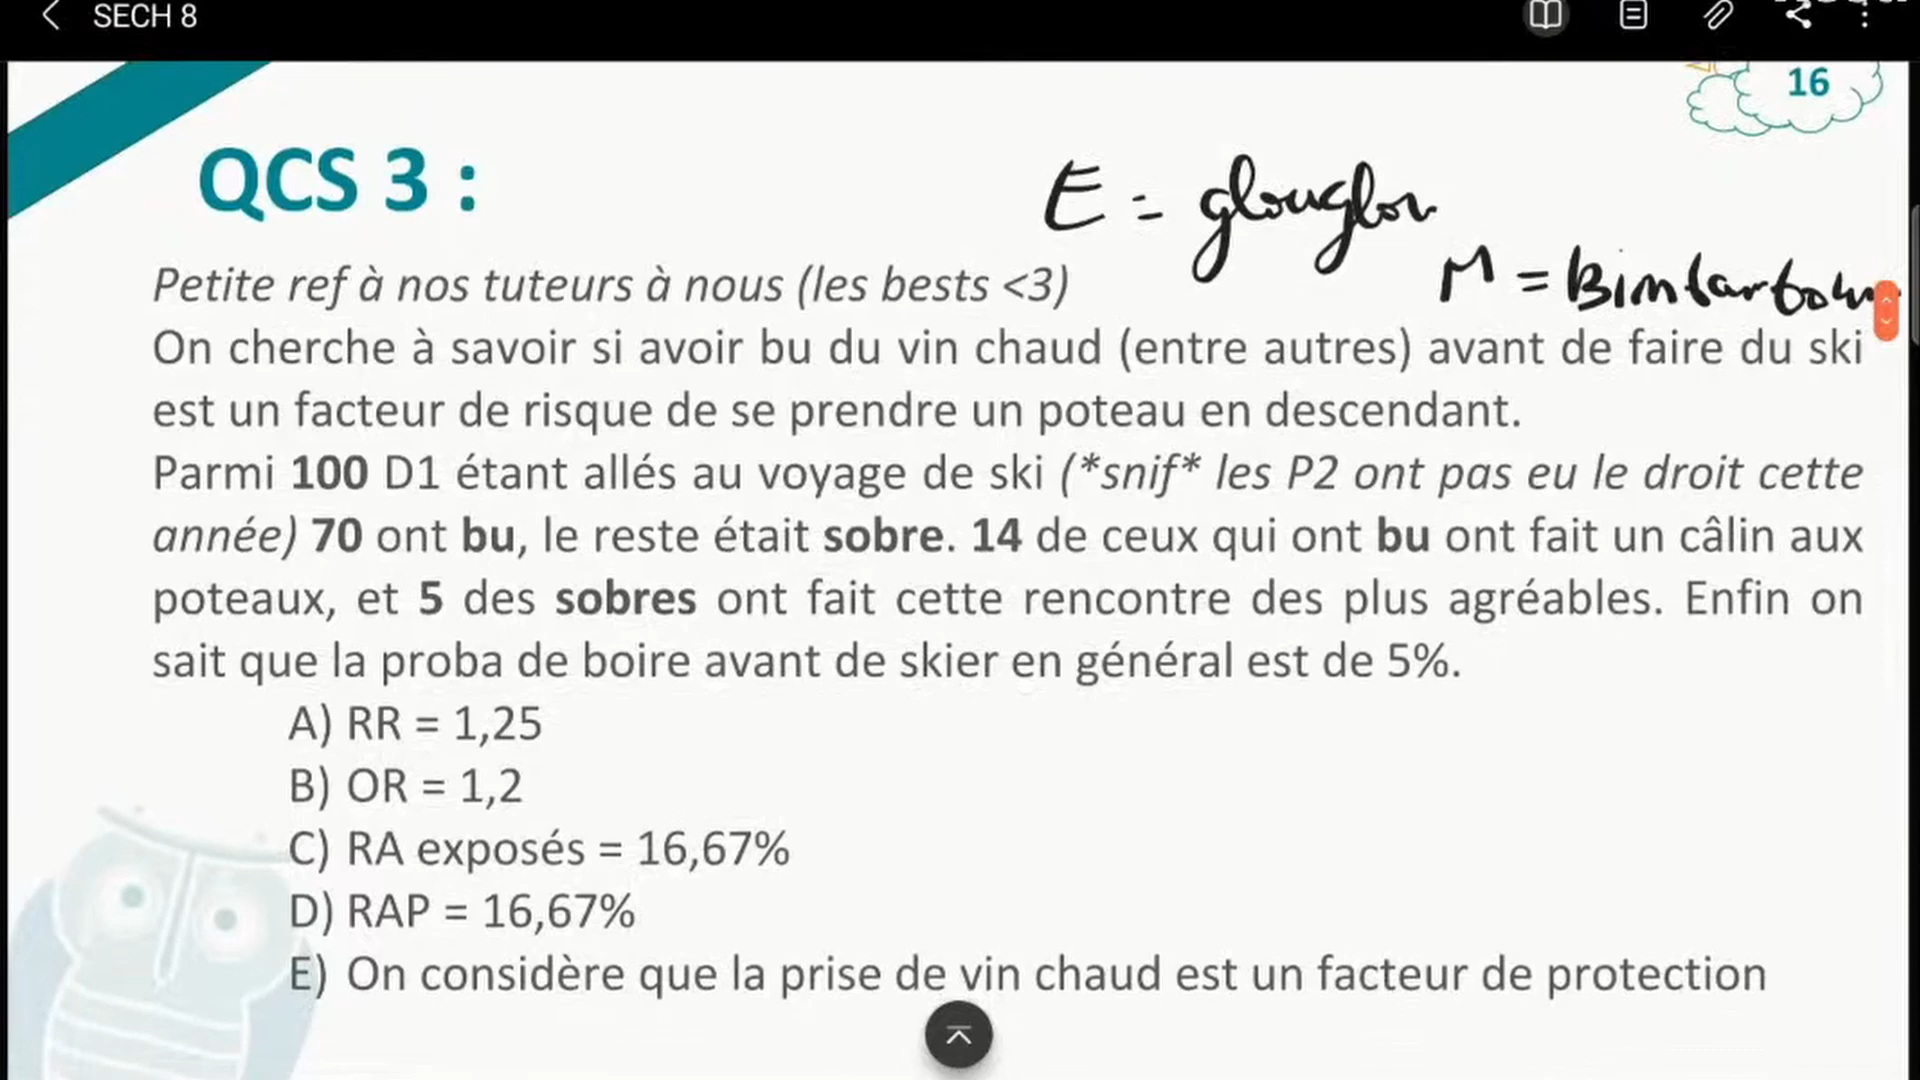 SECH 8
16
QCS 3 :
E = glouglou
M = Bimbarboum
Petite ref à nos tuteurs à nous (les bests <3)
On cherche à savoir si avoir bu du vin chaud (entre autres) avant de faire du ski
est un facteur de risque de se prendre un poteau en descendant.
Parmi 100 D1 étant allés au voyage de ski (*snif* les P2 ont pas eu le droit cette
année) 70 ont bu, le reste était sobre. 14 de ceux qui ont bu ont fait un câlin aux
poteaux, et 5 des sobres ont fait cette rencontre des plus agréables. Enfin on
sait que la proba de boire avant de skier en général est de 5%.
A) RR = 1,25
B) OR = 1,2
C) RA exposés = 16,67%
D) RAP = 16,67%
E) On considère que la prise de vin chaud est un facteur de protection